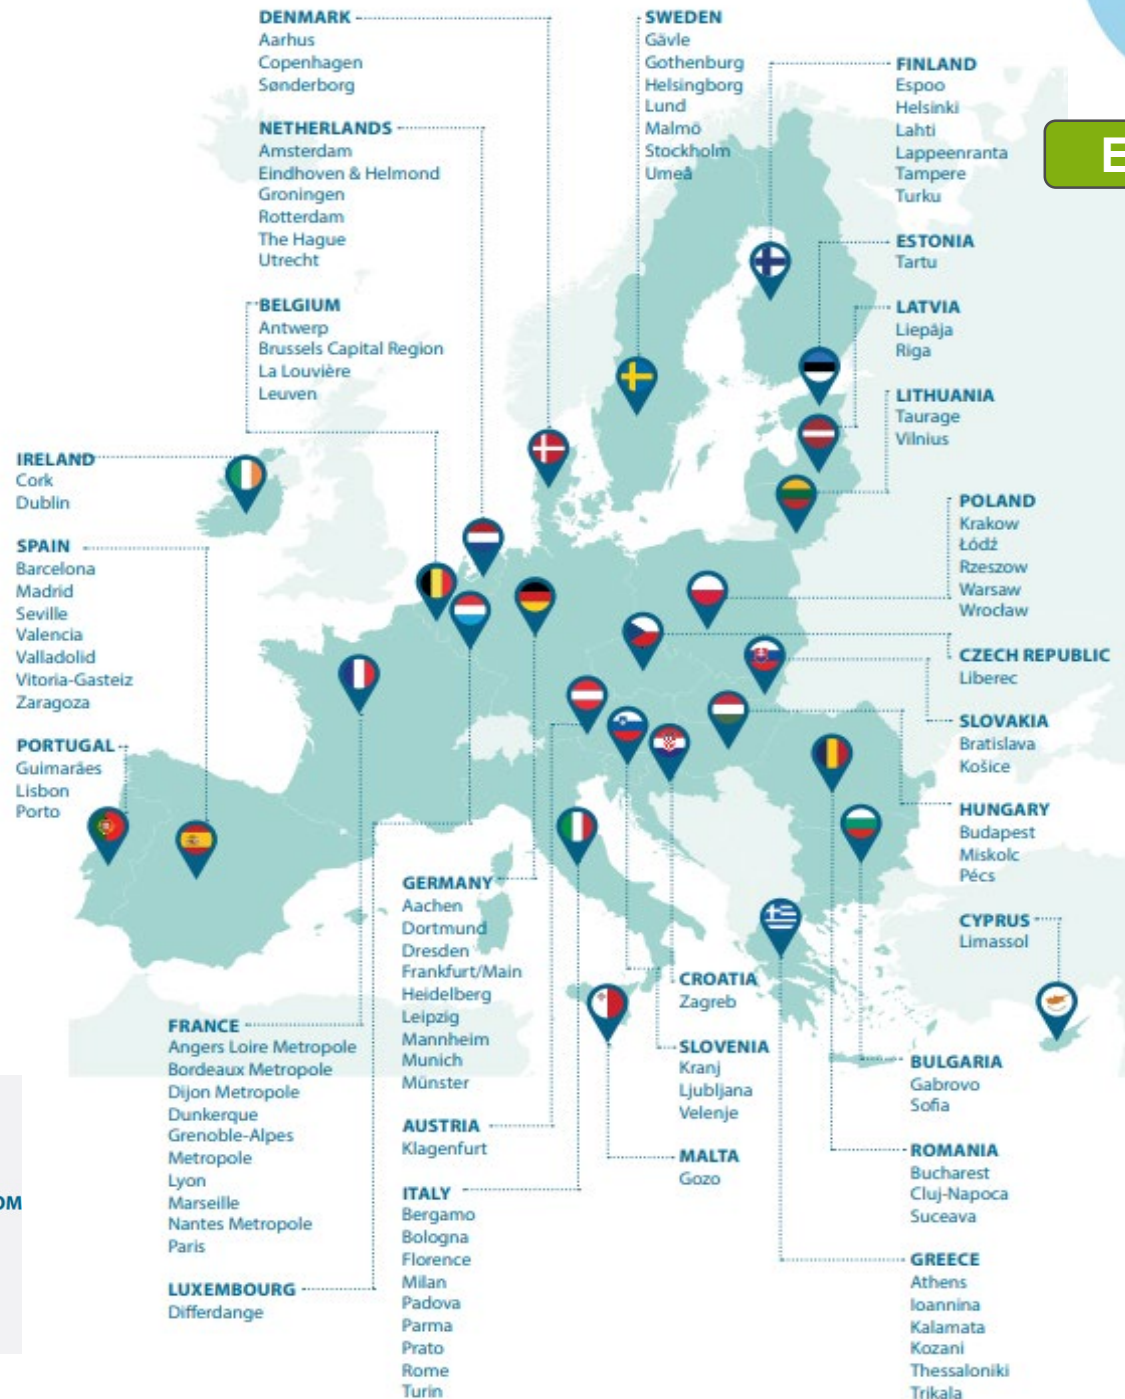 DENMARK
Aarhus
Copenhagen
Sønderborg
NETHERLANDS
Amsterdam
Eindhoven & Helmond
Groningen
Rotterdam
The Hague
Utrecht
BELGIUM
Antwerp
Brussels Capital Region
La Louvière
Leuven
SWEDEN
Gävle
Gothenburg
Helsingborg
Lund
Malmö
Stockholm
Umeå
FINLAND
Espoo
Helsinki
Lahti
Lappeenranta
Tampere
Turku
E
ESTONIA
Tartu
LATVIA
Liepāja
Riga
LITHUANIA
Taurage
Vilnius
IRELAND
Cork
Dublin
SPAIN
Barcelona
Madrid
Seville
Valencia
Valladolid
Vitoria-Gasteiz
Zaragoza
PORTUGAL
Guimarães
Lisbon
Porto
POLAND
Krakow
Łódź
Rzeszow
Warsaw
Wrocław
CZECH REPUBLIC
Liberec
SLOVAKIA
Bratislava
Košice
HUNGARY
Budapest
Miskolc
Pécs
CYPRUS
Limassol
GERMANY
Aachen
Dortmund
Dresden
Frankfurt/Main
Heidelberg
Leipzig
Mannheim
Munich
Münster
AUSTRIA
Klagenfurt
ITALY
Bergamo
Bologna
Florence
Milan
Padova
Parma
Prato
Rome
Turin
FRANCE
Angers Loire Metropole
Bordeaux Metropole
Dijon Metropole
Dunkerque
Grenoble-Alpes
Metropole
Lyon
Marseille
Nantes Metropole
Paris
LUXEMBOURG
Differdange
CROATIA
Zagreb
SLOVENIA
Kranj
Ljubljana
Velenje
MALTA
Gozo
BULGARIA
Gabrovo
Sofia
ROMANIA
Bucharest
Cluj-Napoca
Suceava
GREECE
Athens
Ioannina
Kalamata
Kozani
Thessaloniki
Trikala
OM